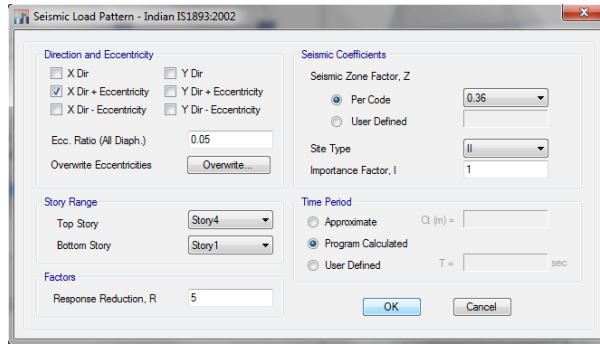 Seismic Load Pattern - Indian IS1893:2002
Direction and Eccentricity
X Dir
Y Dir
X Dir + Eccentricity
Y Dir + Eccentricity
X Dir - Eccentricity
Y Dir - Eccentricity
Ecc. Ratio (All Diaph.)
0.05
Overwrite Eccentricities
Overwrite...
Story Range
Top Story
Story4
Bottom Story
Story1
Factors
Response Reduction, R
5
Seismic Coefficients
Seismic Zone Factor, Z
Per Code
0.36
User Defined
Site Type
II
Importance Factor, I
1
Time Period
Approximate
Ct (m) =
Program Calculated
User Defined
T =
sec
OK
Cancel